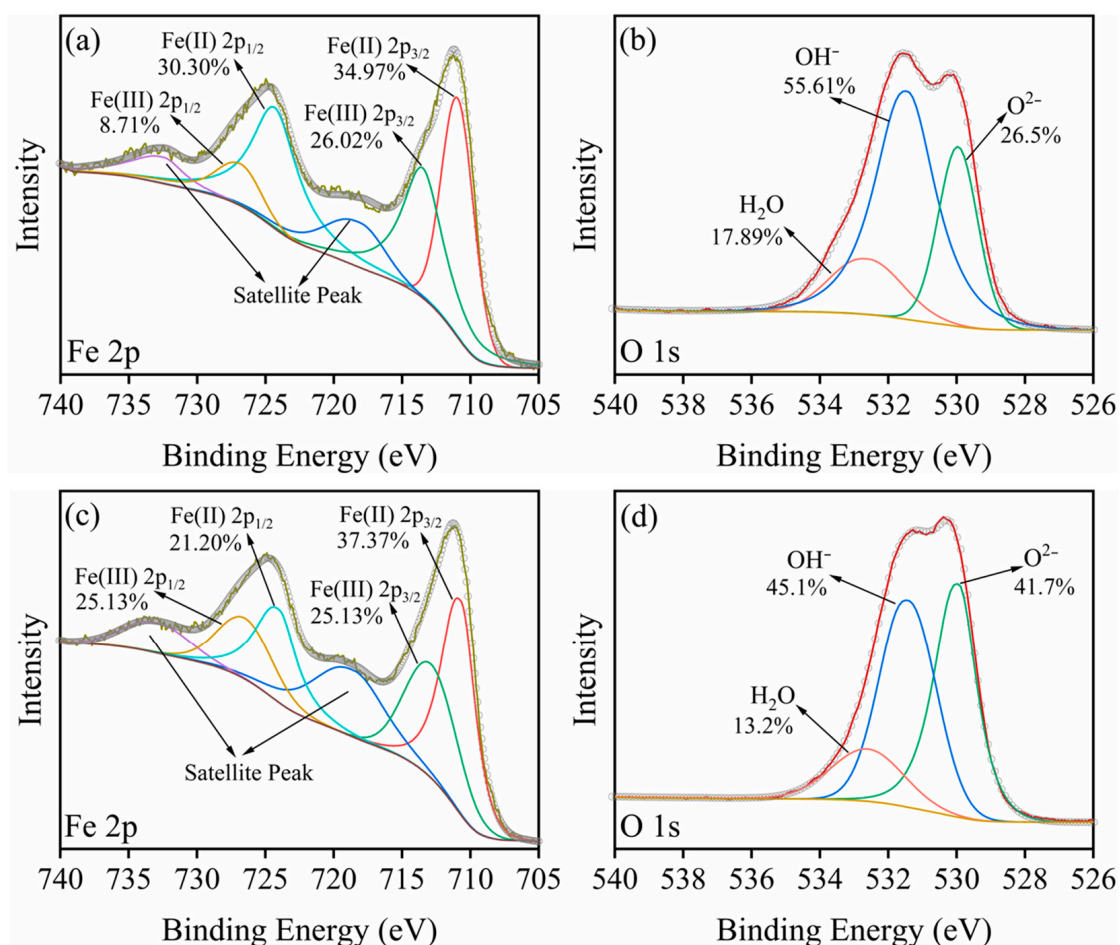 (a)
Fe(II) 2p1/2
30.30%
Fe(II) 2p3/2
34.97%
Fe(III) 2p1/2
8.71%
Fe(III) 2p3/2
26.02%
Satellite Peak
Fe 2p
Intensity
740 735 730 725 720 715 710 705
Binding Energy (eV)
(b)
OH−
55.61%
O2−
26.5%
H2O
17.89%
O 1s
Intensity
540 538 536 534 532 530 528 526
Binding Energy (eV)
(c)
Fe(II) 2p1/2
21.20%
Fe(II) 2p3/2
37.37%
Fe(III) 2p1/2
25.13%
Fe(III) 2p3/2
25.13%
Satellite Peak
Fe 2p
Intensity
740 735 730 725 720 715 710 705
Binding Energy (eV)
(d)
OH−
45.1%
O2−
41.7%
H2O
13.2%
O 1s
Intensity
540 538 536 534 532 530 528 526
Binding Energy (eV)